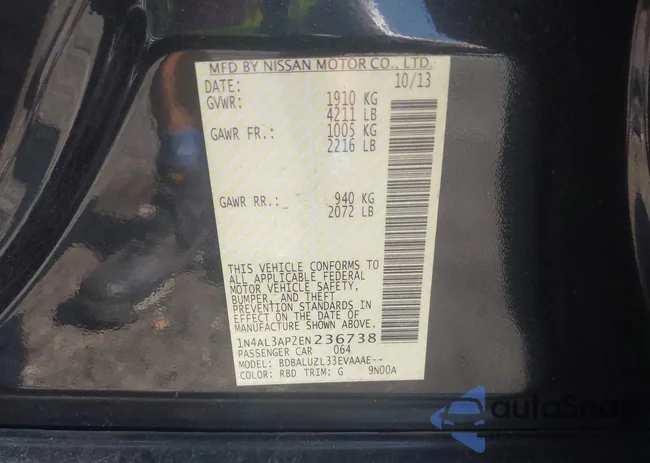 MFD BY NISSAN MOTOR CO., LTD.
DATE: 10/13
GVWR: 1910 KG
4211 LB
GAWR FR.: 1005 KG
2216 LB
GAWR RR.: 940 KG
2072 LB
THIS VEHICLE CONFORMS TO
ALL APPLICABLE FEDERAL
MOTOR VEHICLE SAFETY,
BUMPER, AND THEFT
PREVENTION STANDARDS IN
EFFECT ON THE DATE OF
MANUFACTURE SHOWN ABOVE.
1N4AL3AP2EN236738
PASSENGER CAR 064
MODEL: BDBALUZL33EVAAAE--
COLOR: RBD TRIM: G 9N00A
autoSnap